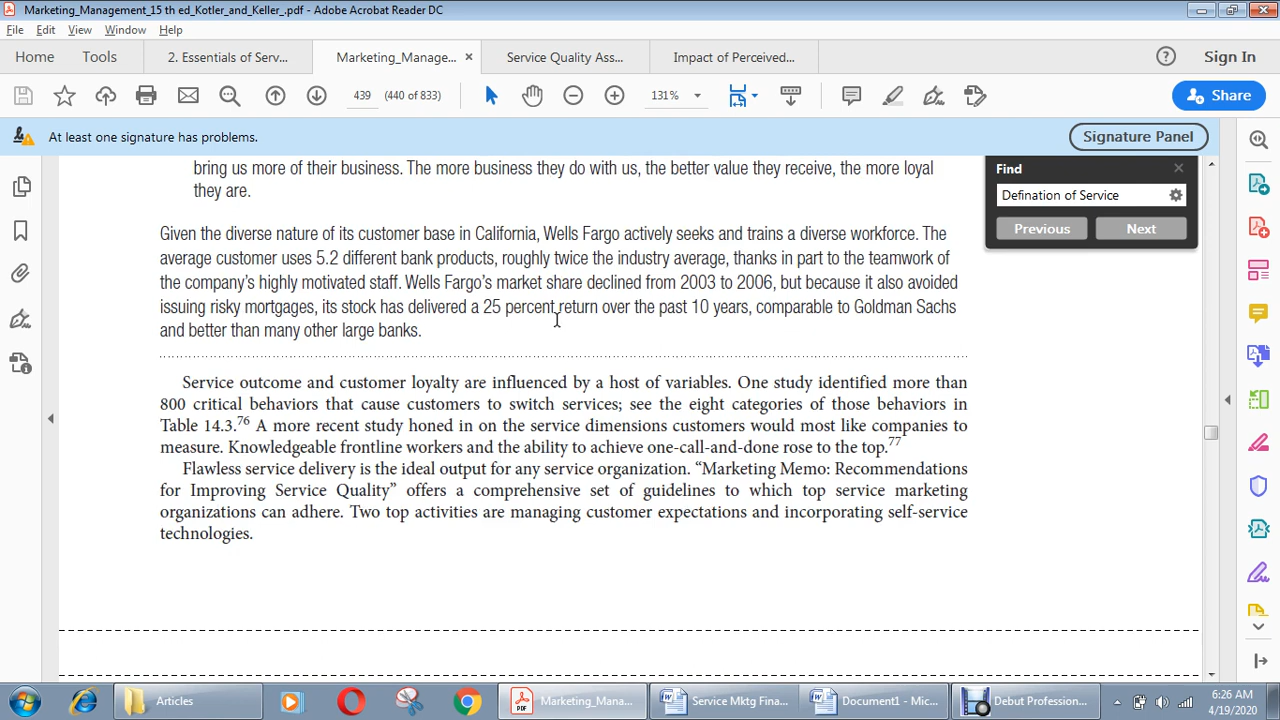 Marketing_Management_15 th ed_Kotler_and_Keller_.pdf - Adobe Acrobat Reader DC
File Edit View Window Help
Home Tools 2. Essentials of Serv... Marketing_Manage... × Service Quality Ass... Impact of Perceived... Sign In
439 (440 of 833) 131% Share
At least one signature has problems. Signature Panel
Find
Defination of Service
Previous Next
bring us more of their business. The more business they do with us, the better value they receive, the more loyal
they are.
Given the diverse nature of its customer base in California, Wells Fargo actively seeks and trains a diverse workforce. The
average customer uses 5.2 different bank products, roughly twice the industry average, thanks in part to the teamwork of
the company's highly motivated staff. Wells Fargo's market share declined from 2003 to 2006, but because it also avoided
issuing risky mortgages, its stock has delivered a 25 percent return over the past 10 years, comparable to Goldman Sachs
and better than many other large banks.
Service outcome and customer loyalty are influenced by a host of variables. One study identified more than
800 critical behaviors that cause customers to switch services; see the eight categories of those behaviors in
Table 14.3.76 A more recent study honed in on the service dimensions customers would most like companies to
measure. Knowledgeable frontline workers and the ability to achieve one-call-and-done rose to the top.77
Flawless service delivery is the ideal output for any service organization. “Marketing Memo: Recommendations
for Improving Service Quality” offers a comprehensive set of guidelines to which top service marketing
organizations can adhere. Two top activities are managing customer expectations and incorporating self-service
technologies.
Articles Marketing_Mana... Service Mktg Fina... Document1 - Mic... Debut Profession... 6:26 AM
4/19/2020